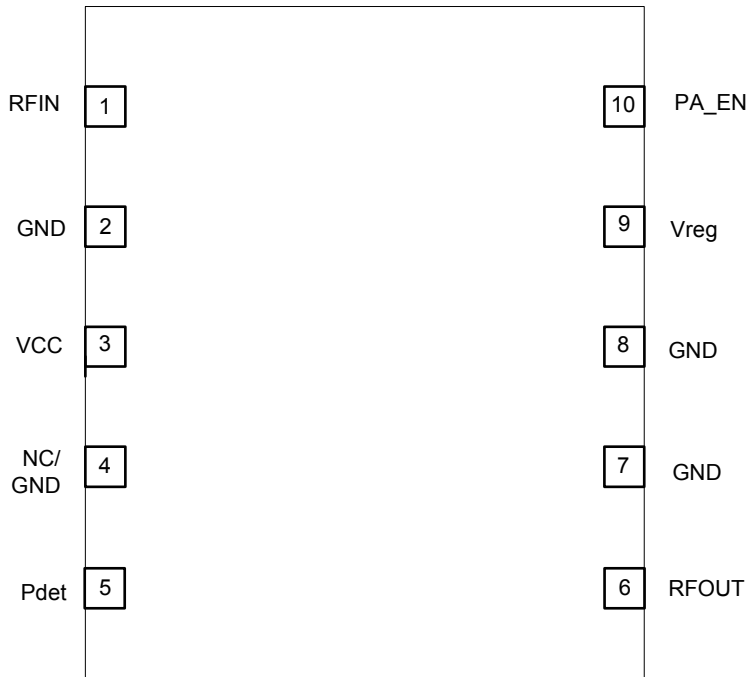 RFIN 1 10 PA_EN
GND 2 9 Vreg
VCC 3 8 GND
NC/
GND 4 7 GND
Pdet 5 6 RFOUT